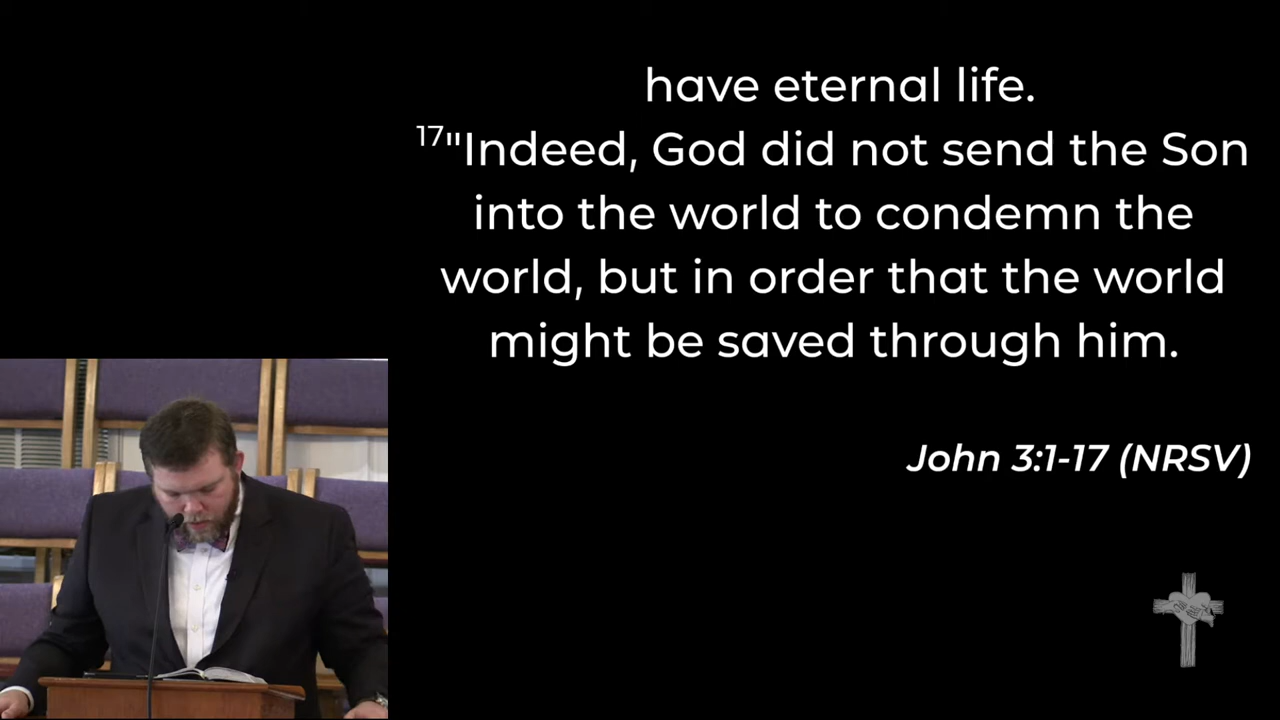 have eternal life.
17"Indeed, God did not send the Son
into the world to condemn the
world, but in order that the world
might be saved through him.
John 3:1-17 (NRSV)